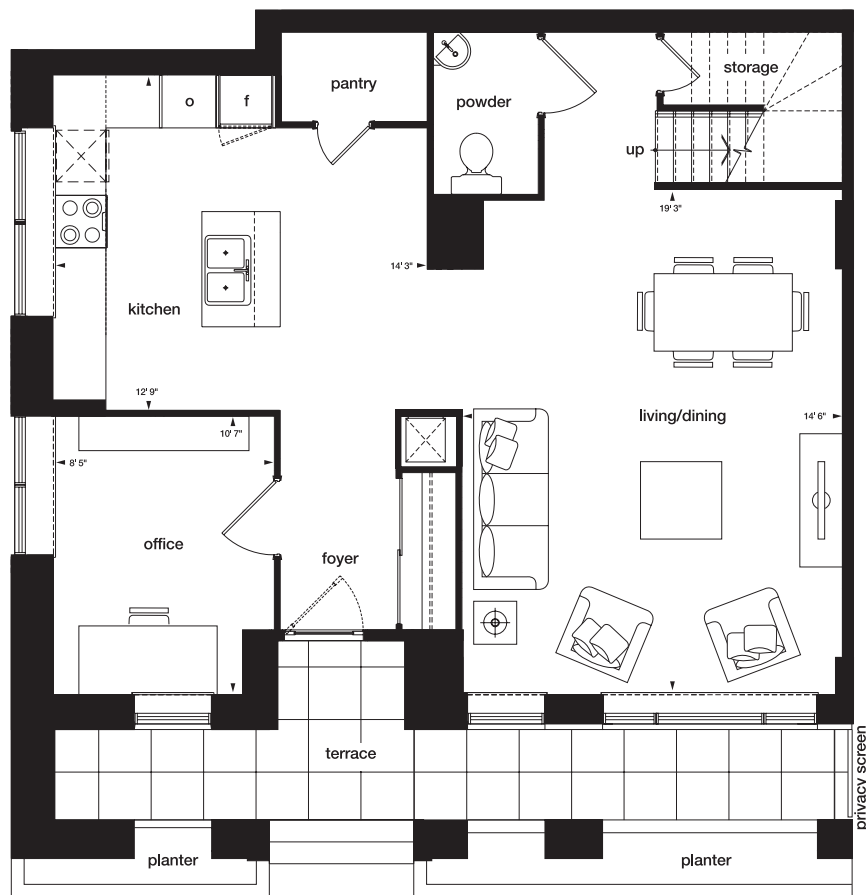 pantry
storage
o
f
powder
up
19' 3"
14' 3"
kitchen
12' 9"
living/dining
14' 6"
10' 7"
8' 5"
office
foyer
terrace
privacy screen
planter
planter